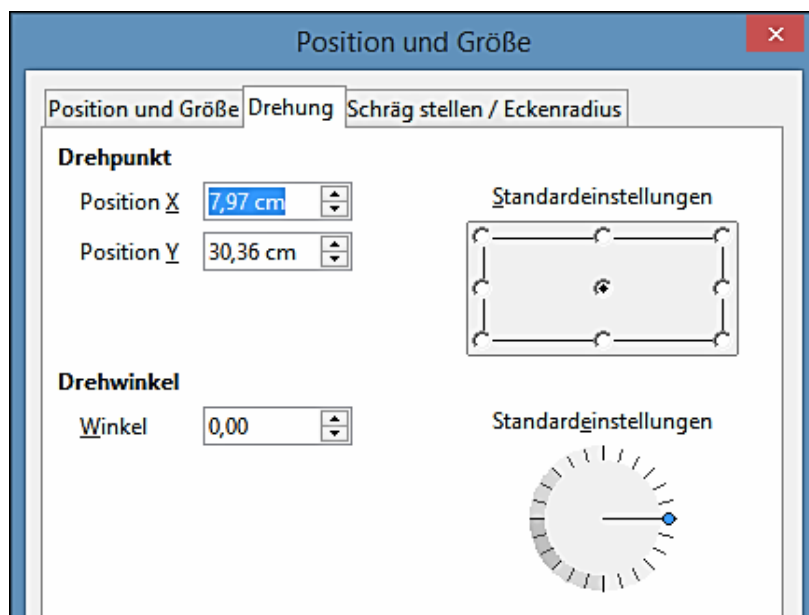 Position und Größe
Position und Größe Drehung Schräg stellen / Eckenradius
Drehpunkt
Position X 7,97 cm Standardeinstellungen
Position Y 30,36 cm
Drehwinkel
Winkel 0,00 Standardeinstellungen